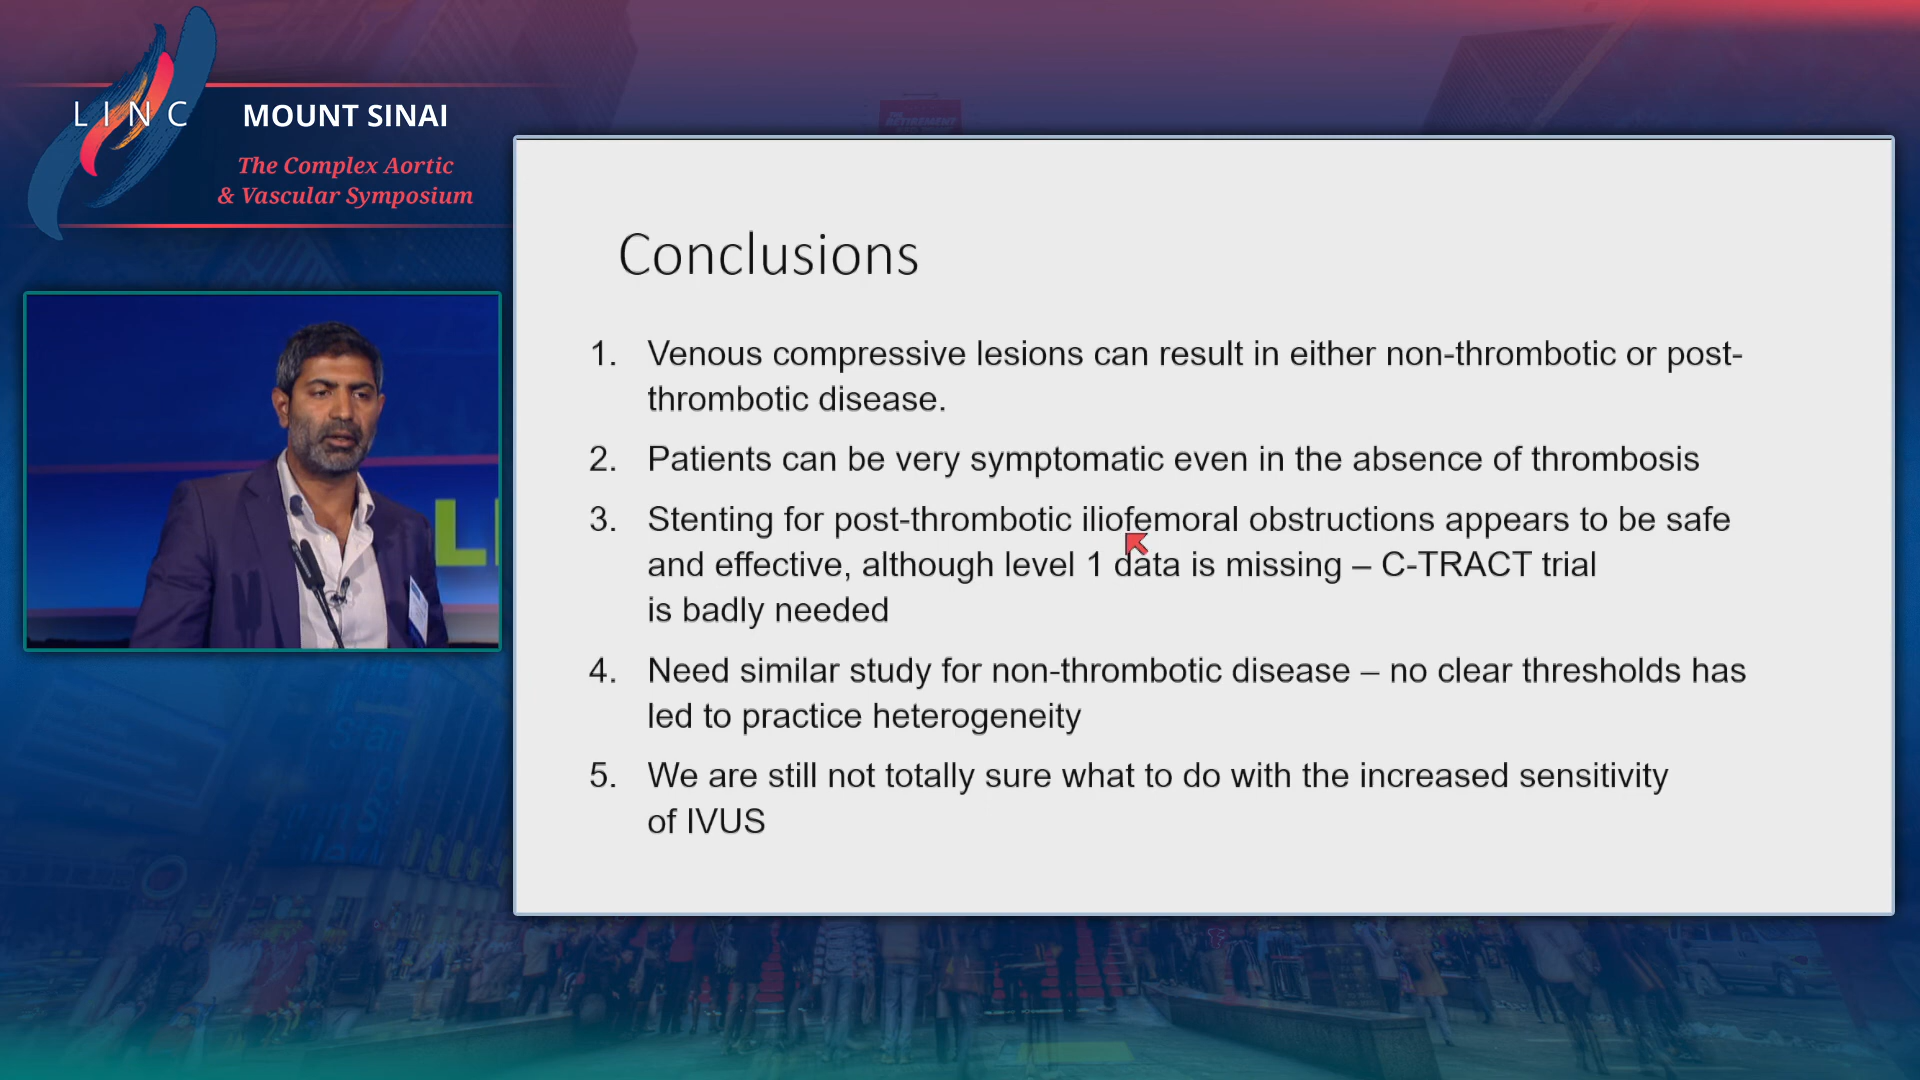 LINC
MOUNT SINAI
The Complex Aortic
& Vascular Symposium
Conclusions
1. Venous compressive lesions can result in either non-thrombotic or post-
thrombotic disease.
2. Patients can be very symptomatic even in the absence of thrombosis
3. Stenting for post-thrombotic iliofemoral obstructions appears to be safe
and effective, although level 1 data is missing – C-TRACT trial
is badly needed
4. Need similar study for non-thrombotic disease – no clear thresholds has
led to practice heterogeneity
5. We are still not totally sure what to do with the increased sensitivity
of IVUS